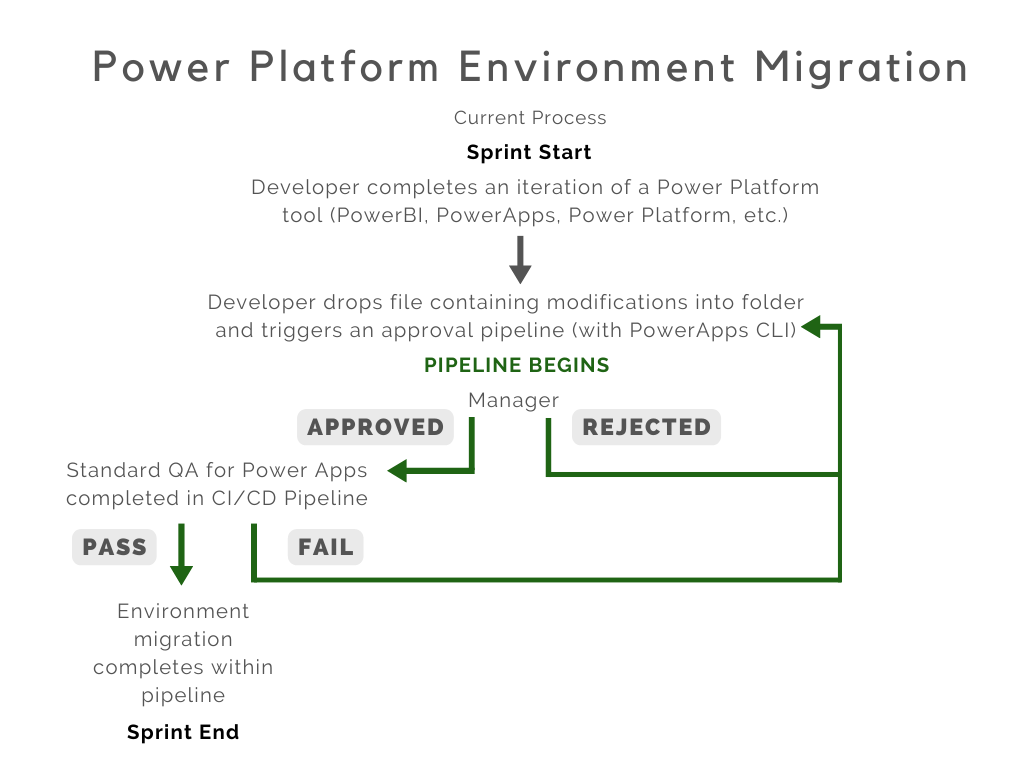 Power Platform Environment Migration
Current Process
Sprint Start
Developer completes an iteration of a Power Platform
tool (PowerBI, PowerApps, Power Platform, etc.)
Developer drops file containing modifications into folder
and triggers an approval pipeline (with PowerApps CLI)
PIPELINE BEGINS
Manager
APPROVED
REJECTED
Standard QA for Power Apps
completed in CI/CD Pipeline
PASS
FAIL
Environment
migration
completes within
pipeline
Sprint End